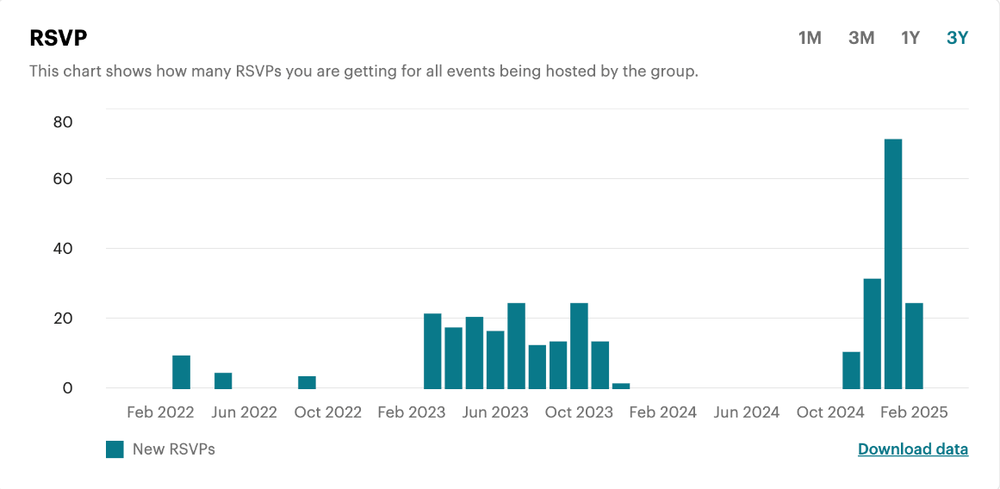 RSVP
1M 3M 1Y 3Y
This chart shows how many RSVPs you are getting for all events being hosted by the group.
80
60
40
20
0
Feb 2022 Jun 2022 Oct 2022 Feb 2023 Jun 2023 Oct 2023 Feb 2024 Jun 2024 Oct 2024 Feb 2025
New RSVPs
Download data